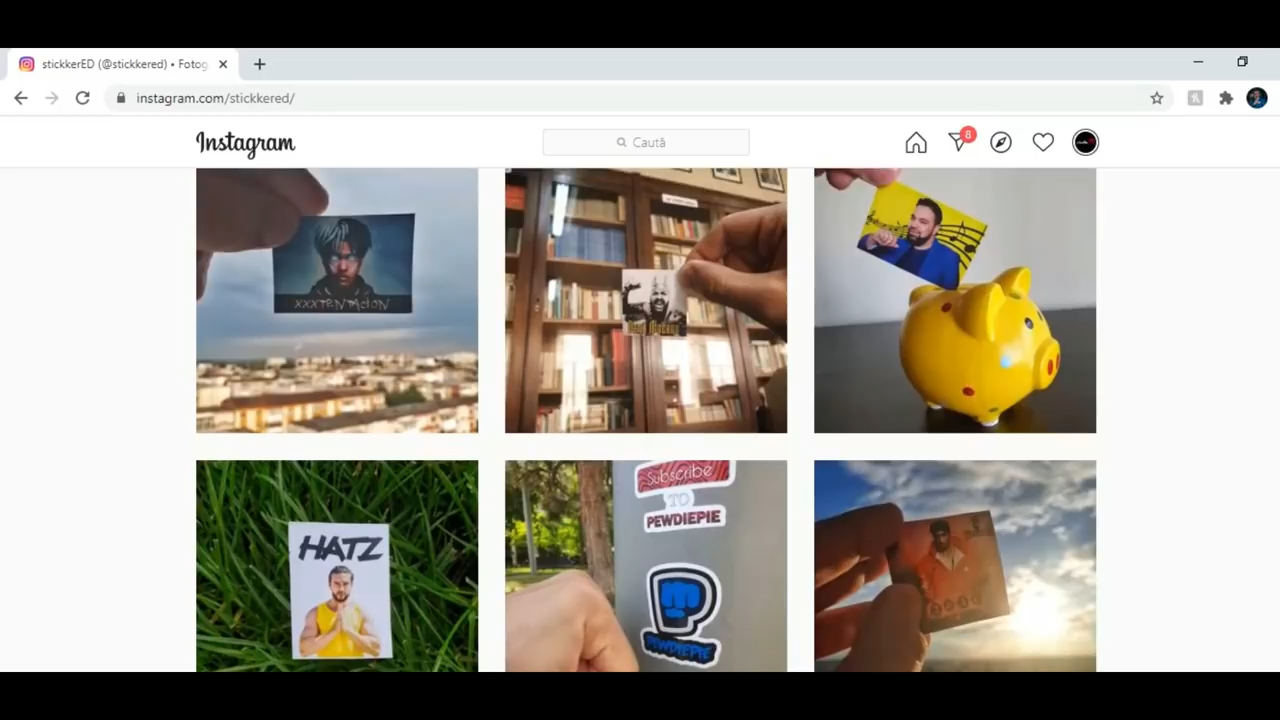 stickkerED (@stickkered) • Fotog
instagram.com/stickkered/
Instagram
Caută
8
XXXTENTACION
HATZ
Subscribe
TO
PEWDIEPIE
PEWDIEPIE